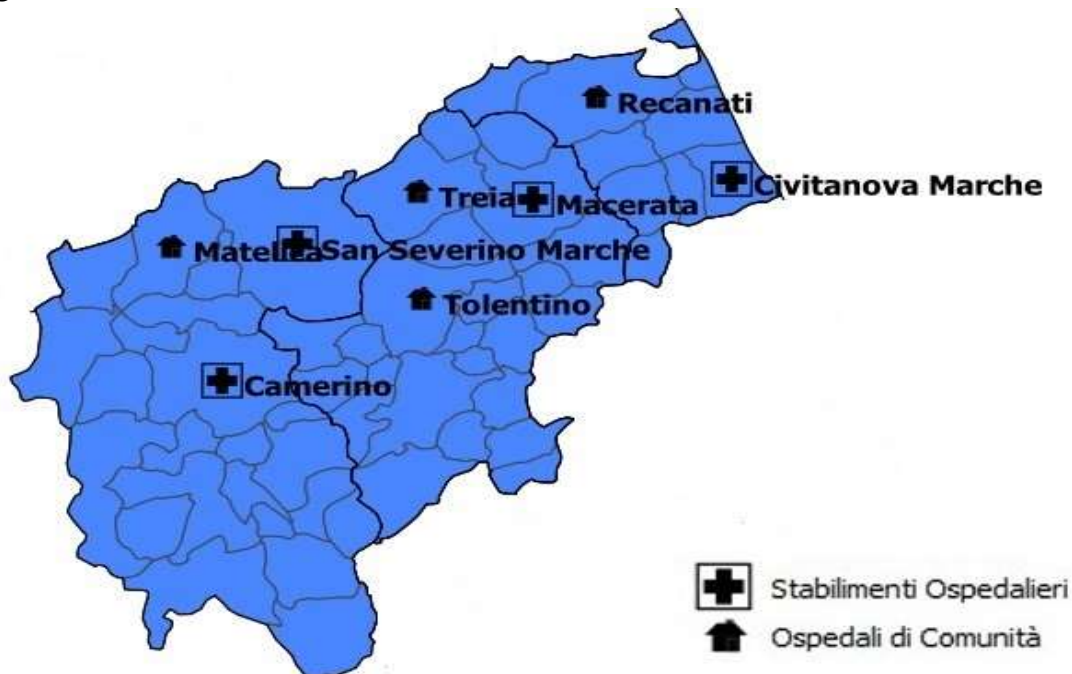 Recanati
Civitanova Marche
Treia
Macerata
Matelica
San Severino Marche
Tolentino
Camerino
Stabilimenti Ospedalieri
Ospedali di Comunità